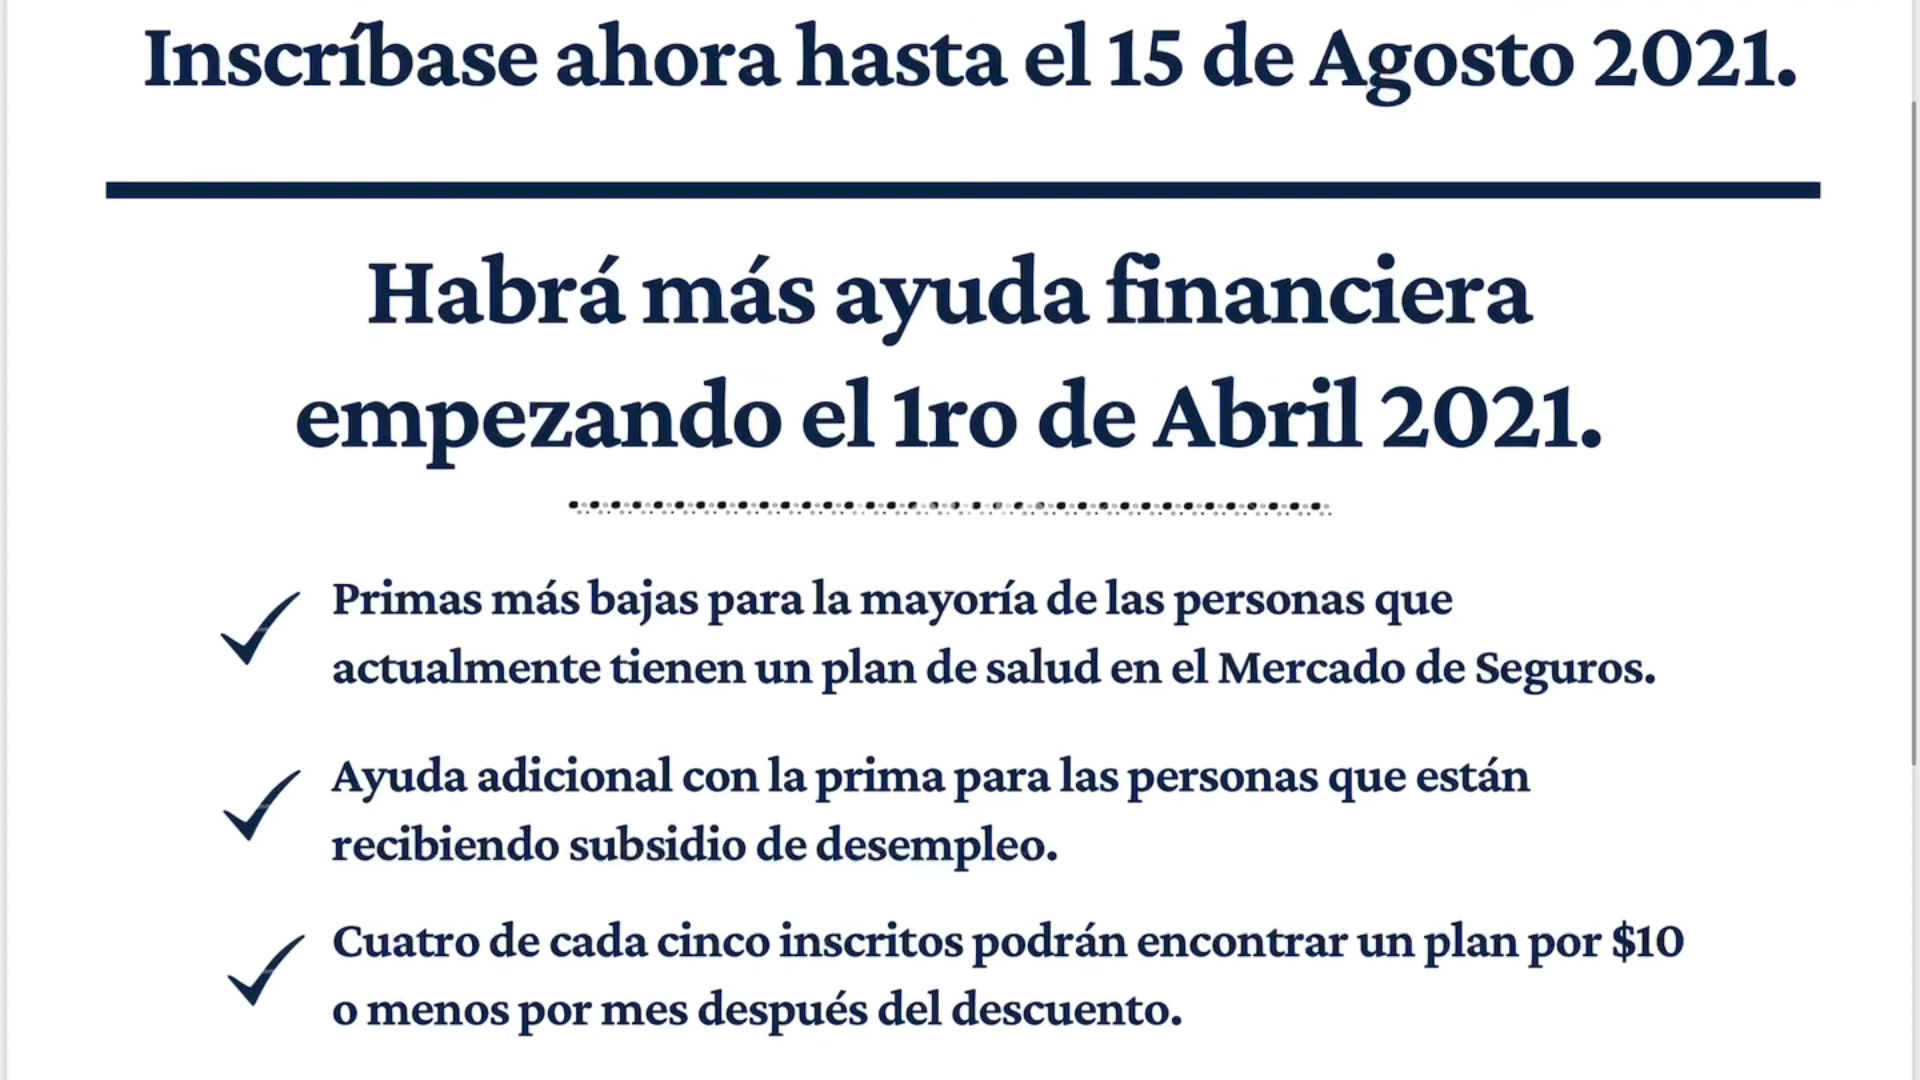 Inscríbase ahora hasta el 15 de Agosto 2021.
Habrá más ayuda financiera
empezando el 1ro de Abril 2021.
Primas más bajas para la mayoría de las personas que
actualmente tienen un plan de salud en el Mercado de Seguros.
Ayuda adicional con la prima para las personas que están
recibiendo subsidio de desempleo.
Cuatro de cada cinco inscritos podrán encontrar un plan por $10
o menos por mes después del descuento.